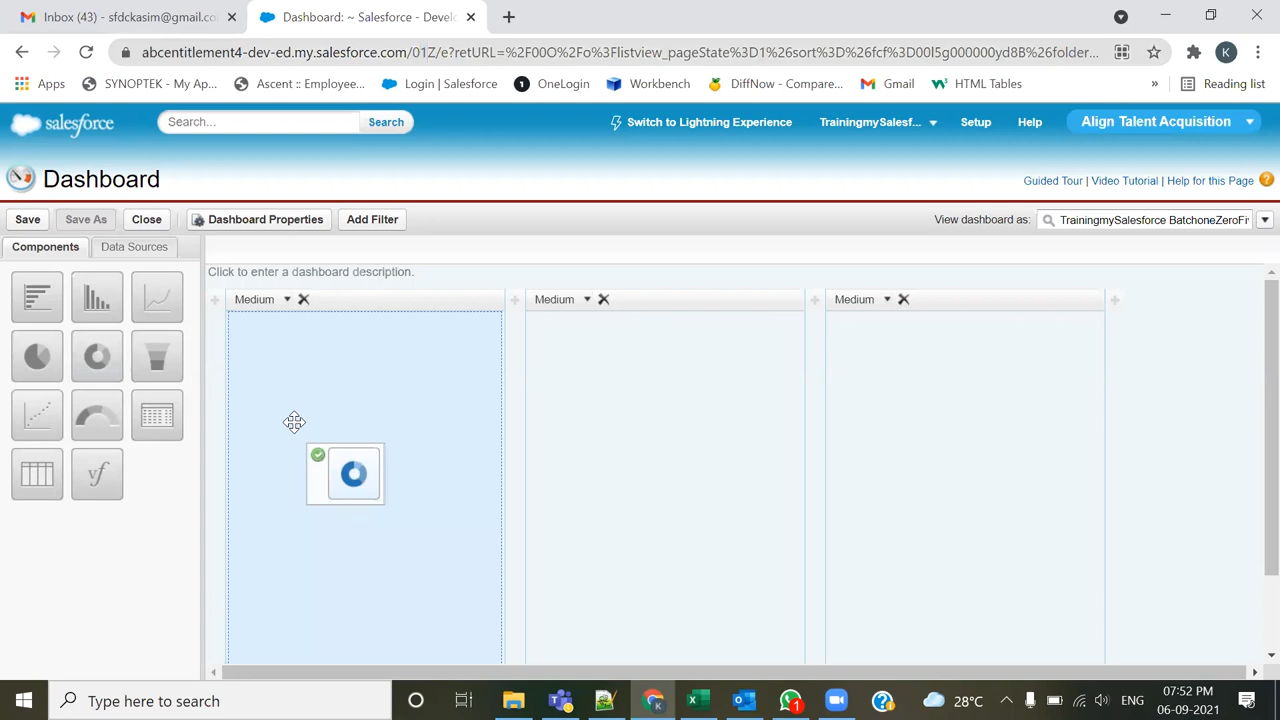 Inbox (43) - sfdckasim@gmail.co
Dashboard: ~ Salesforce - Develo
abcentitlement4-dev-ed.my.salesforce.com/01Z/e?retURL=%2F00O%2Fo%3Flistview_pageState%3D1%26sort%3D%26fcf%3D00l5g000000yd8B%26folder...
Apps
SYNOPTEK - My Ap...
Ascent :: Employee...
Login | Salesforce
OneLogin
Workbench
DiffNow - Compare...
Gmail
HTML Tables
»
Reading list
salesforce
Search...
Search
Switch to Lightning Experience
TrainingmySalesf...
Setup
Help
Align Talent Acquisition
Dashboard
Guided Tour | Video Tutorial | Help for this Page
Save
Save As
Close
Dashboard Properties
Add Filter
View dashboard as:
TrainingmySalesforce BatchoneZeroFi
Components
Data Sources
Click to enter a dashboard description.
Medium
Medium
Medium
vf
Type here to search
1
28°C
ENG
07:52 PM
06-09-2021